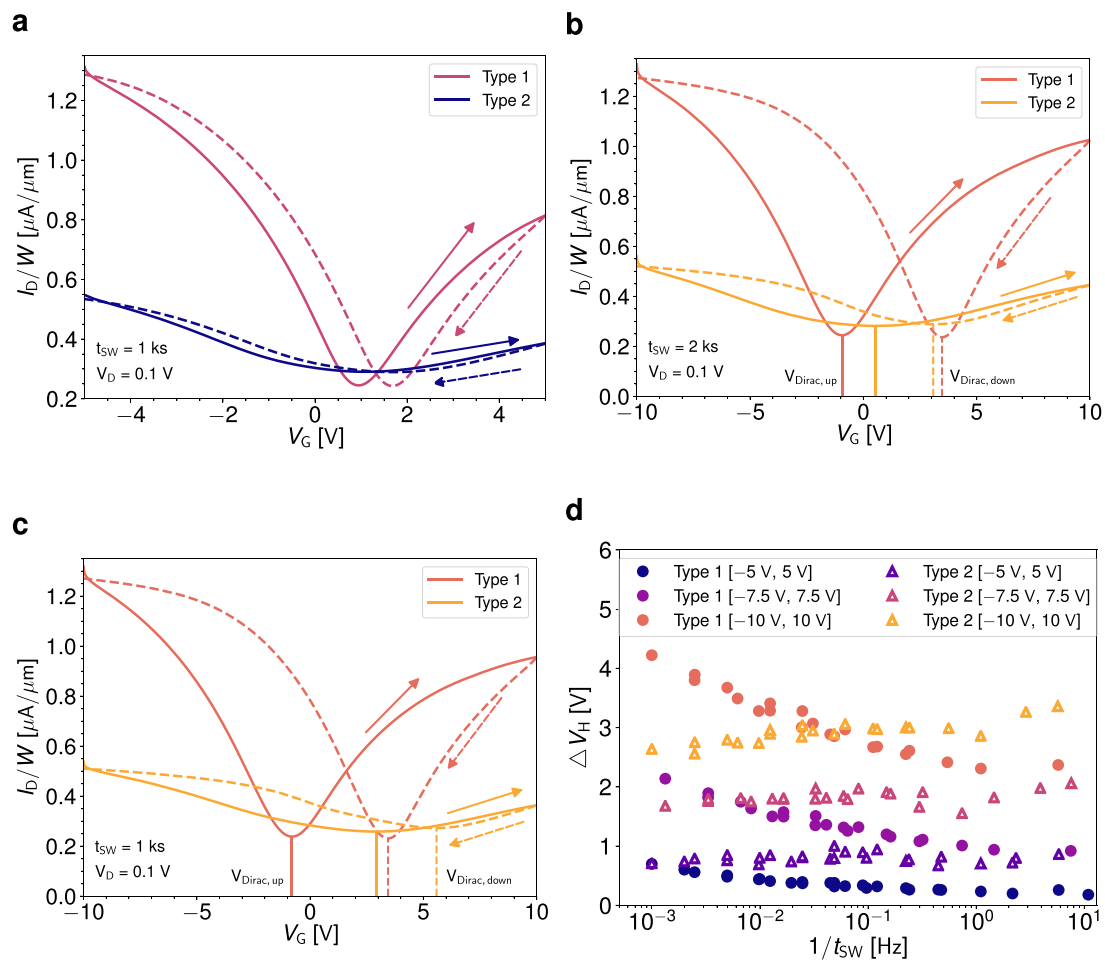 a
1.2
1.0
0.8
0.6
0.4
0.2
I_D/W [μA/μm]
Type 1
Type 2
t_SW = 1 ks
V_D = 0.1 V
−4 −2 0 2 4
V_G [V]
b
1.2
1.0
0.8
0.6
0.4
0.2
0.0
I_D/W [μA/μm]
Type 1
Type 2
t_SW = 2 ks
V_D = 0.1 V
V_Dirac, up
V_Dirac, down
−10 −5 0 5 10
V_G [V]
c
1.2
1.0
0.8
0.6
0.4
0.2
0.0
I_D/W [μA/μm]
Type 1
Type 2
t_SW = 1 ks
V_D = 0.1 V
V_Dirac, up
V_Dirac, down
−10 −5 0 5 10
V_G [V]
d
6
5
4
3
2
1
0
△V_H [V]
Type 1 [−5 V, 5 V]
Type 1 [−7.5 V, 7.5 V]
Type 1 [−10 V, 10 V]
Type 2 [−5 V, 5 V]
Type 2 [−7.5 V, 7.5 V]
Type 2 [−10 V, 10 V]
10⁻³ 10⁻² 10⁻¹ 10⁰ 10¹
1/t_SW [Hz]